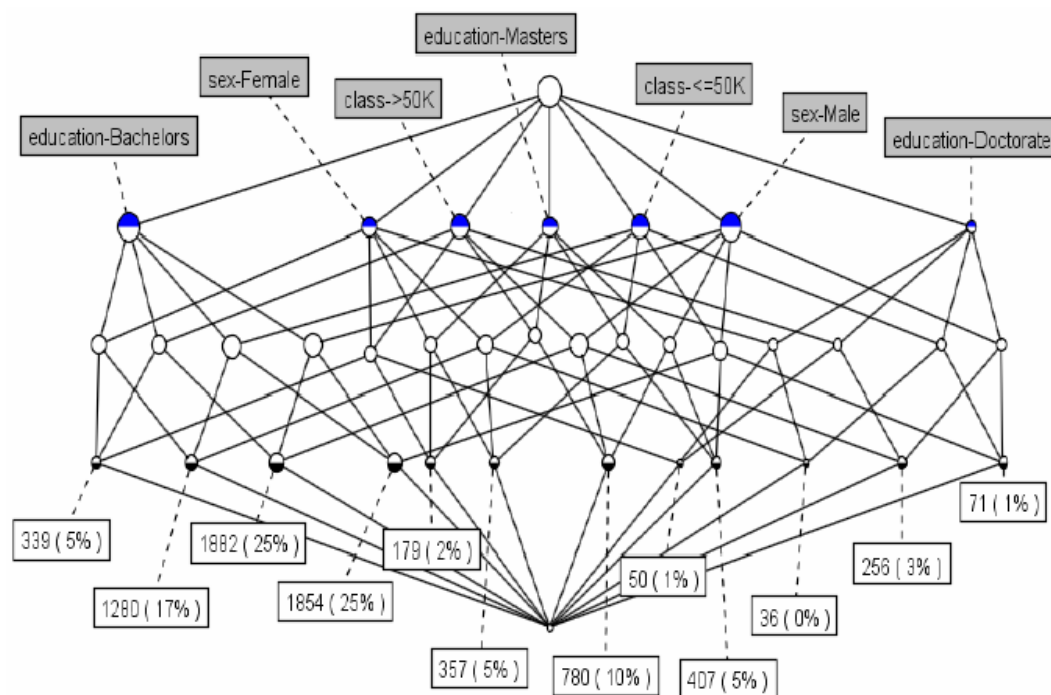 education-Masters
sex-Female
class->50K
class-<=50K
sex-Male
education-Bachelors
education-Doctorate
339 ( 5% )
1280 ( 17% )
1882 ( 25% )
1854 ( 25% )
179 ( 2% )
357 ( 5% )
780 ( 10% )
50 ( 1% )
407 ( 5% )
36 ( 0% )
256 ( 3% )
71 ( 1% )